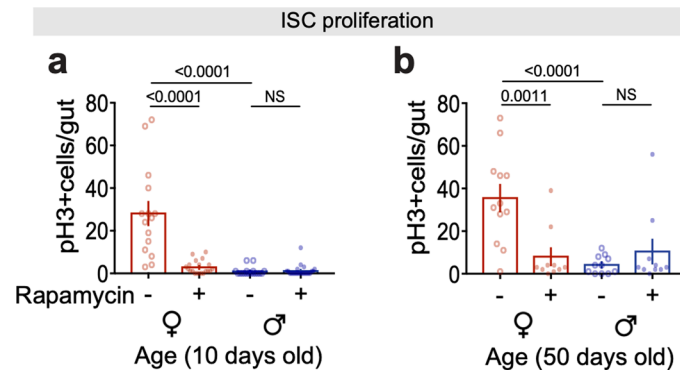 ISC proliferation
a
<0.0001
<0.0001
NS
pH3+cells/gut
80
60
40
20
0
Rapamycin - + - +
♀ ♂
Age (10 days old)
b
<0.0001
0.0011
NS
pH3+cells/gut
80
60
40
20
0
- + - +
♀ ♂
Age (50 days old)